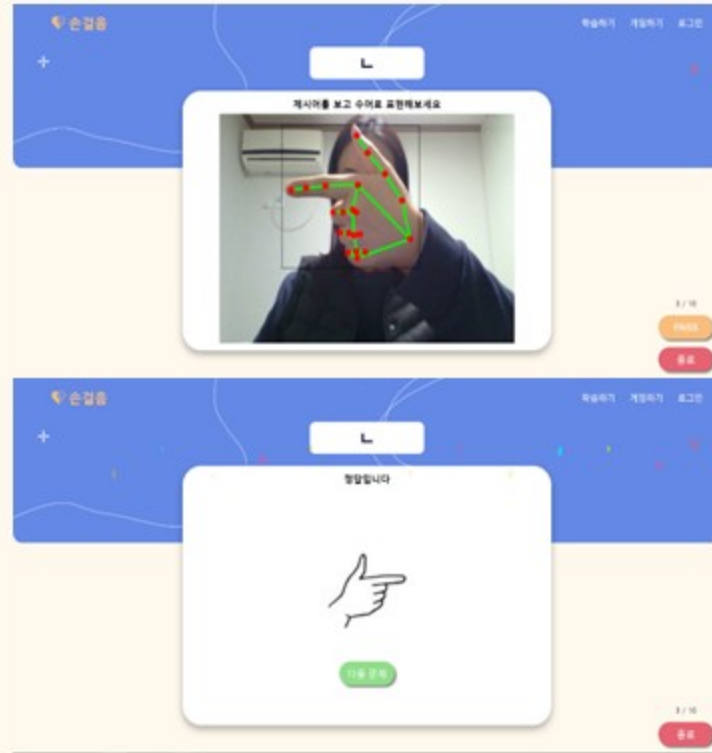 손걸음
학습하기 게임하기 로그인
ㄴ
제시어를 보고 수어로 표현해보세요
PASS
종료
손걸음
학습하기 게임하기 로그인
ㄴ
정답입니다
다음 문제
종료